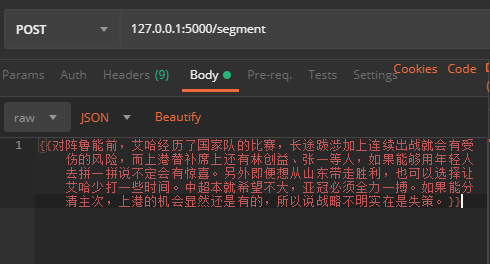 POST 127.0.0.1:5000/segment
Params Auth Headers (9) Body Pre-req. Tests Settings Cookies Code
raw JSON Beautify
1 {{对阵鲁能前，艾哈经历了国家队的比赛，长途跋涉加上连续出战就会有受
伤的风险，而上港替补席上还有林创益、张一等人，如果能够用年轻人
去拼一拼说不定会有惊喜。另外即便想从山东带走胜利，也可以选择让
艾哈少打一些时间。中超本就希望不大，亚冠必须全力一搏。如果能分
清主次，上港的机会显然还是有的，所以说战略不明实在是失策。}}